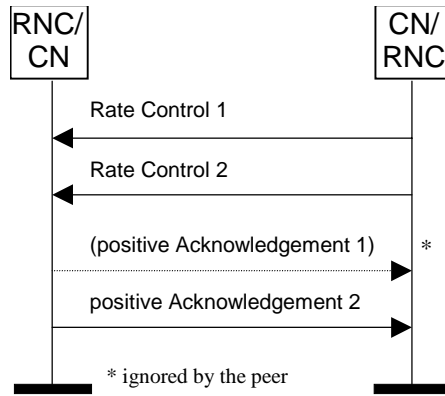 RNC/
CN
CN/
RNC
Rate Control 1
Rate Control 2
(positive Acknowledgement 1)
*
positive Acknowledgement 2
* ignored by the peer